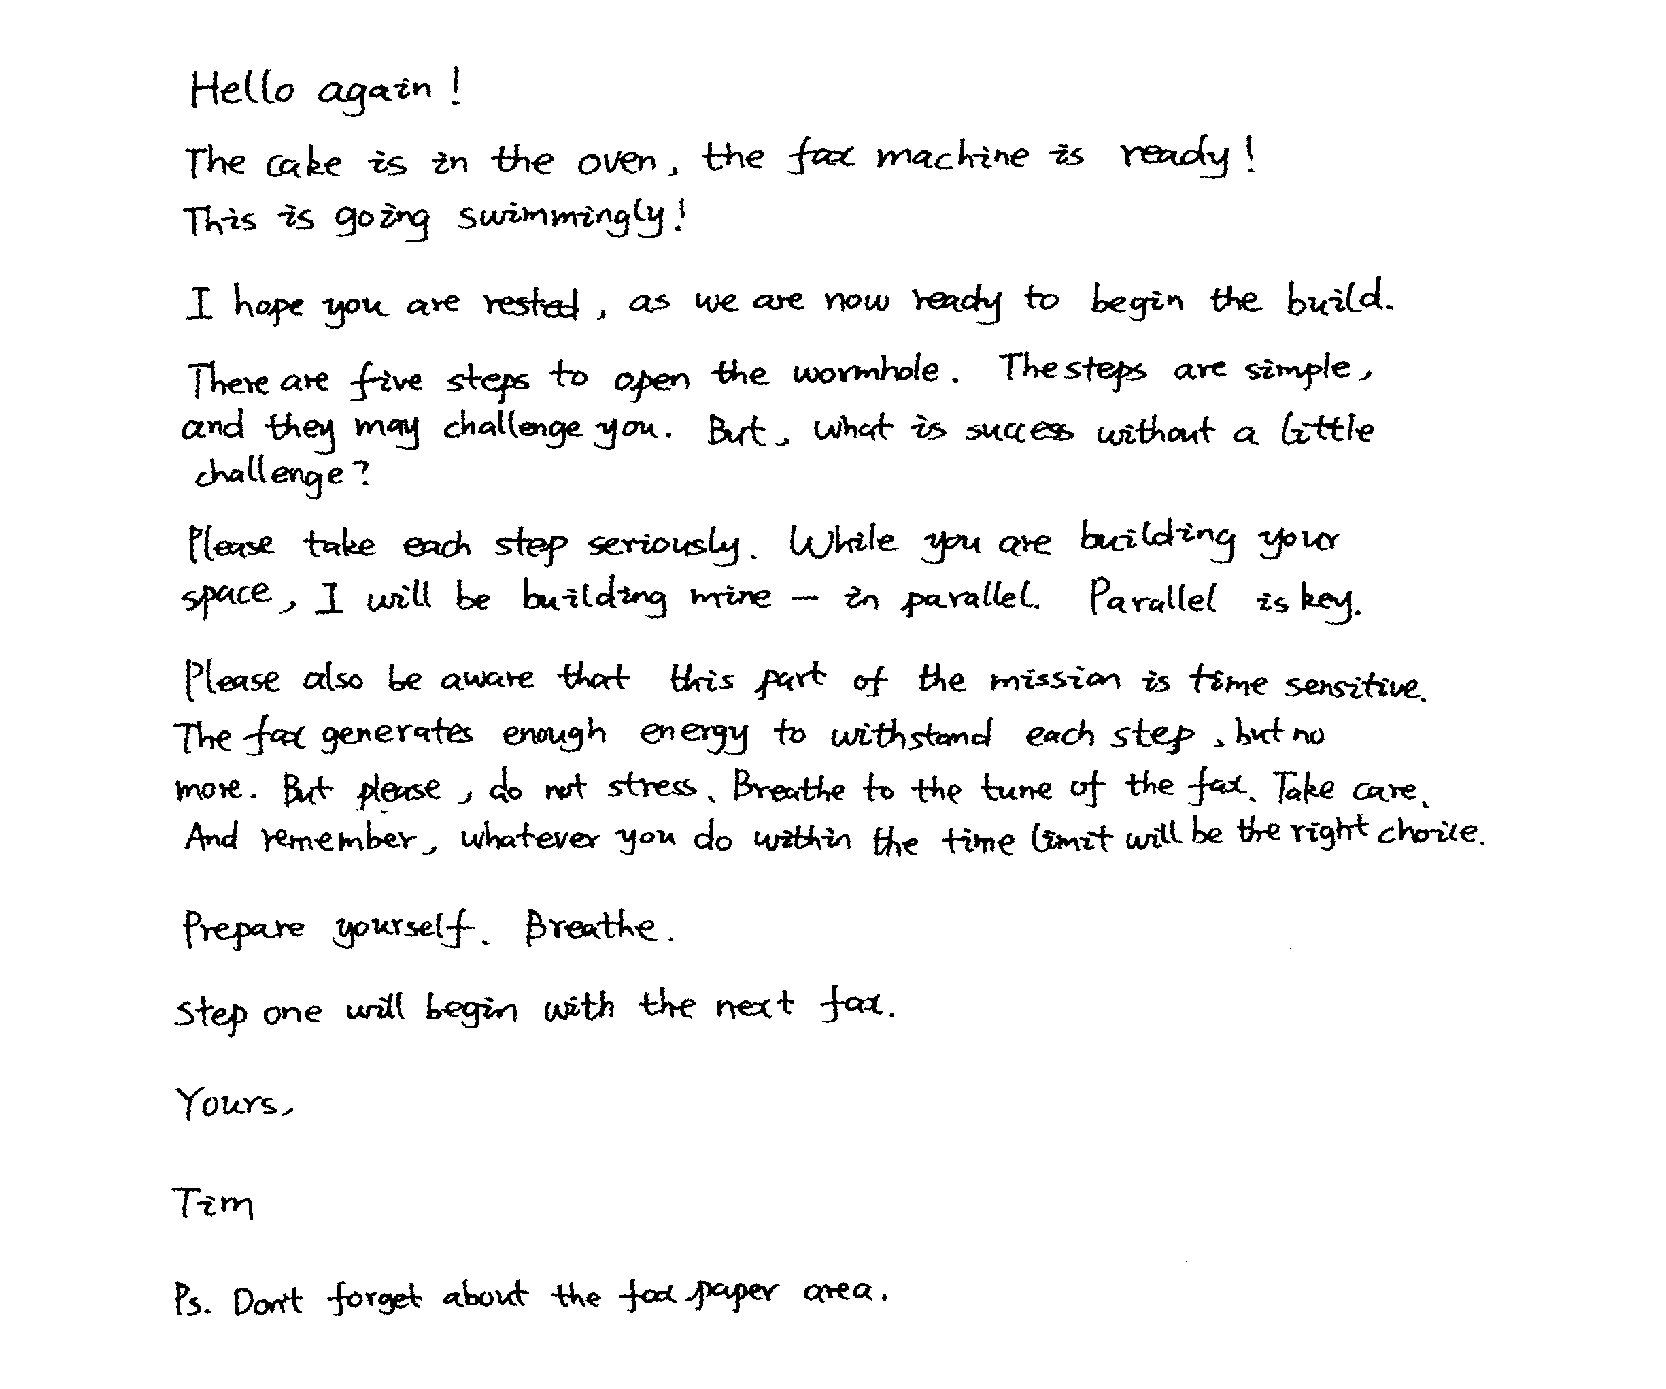 Hello again!
The cake is in the oven, the fax machine is ready!
This is going swimmingly!
I hope you are rested, as we are now ready to begin the build.
There are five steps to open the wormhole. The steps are simple,
and they may challenge you. But, what is success without a little
challenge?
Please take each step seriously. While you are building your
space, I will be building mine – in parallel. Parallel is key.
Please also be aware that this part of the mission is time sensitive.
The fax generates enough energy to withstand each step, but no
more. But please, do not stress. Breathe to the tune of the fax. Take care.
And remember, whatever you do within the time limit will be the right choice.
Prepare yourself. Breathe.
Step one will begin with the next fax.
Yours,
Tim
Ps. Don't forget about the fax paper area.